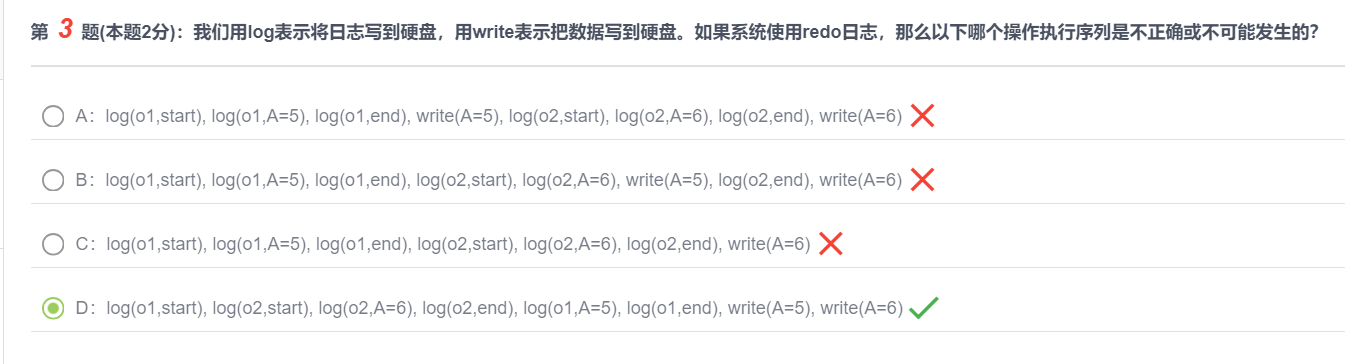 第 3 题(本题2分)：我们用log表示将日志写到硬盘，用write表示把数据写到硬盘。如果系统使用redo日志，那么以下哪个操作执行序列是不正确或不可能发生的？
A：log(o1,start), log(o1,A=5), log(o1,end), write(A=5), log(o2,start), log(o2,A=6), log(o2,end), write(A=6)
B：log(o1,start), log(o1,A=5), log(o1,end), log(o2,start), log(o2,A=6), write(A=5), log(o2,end), write(A=6)
C：log(o1,start), log(o1,A=5), log(o1,end), log(o2,start), log(o2,A=6), log(o2,end), write(A=6)
D：log(o1,start), log(o2,start), log(o2,A=6), log(o2,end), log(o1,A=5), log(o1,end), write(A=5), write(A=6)